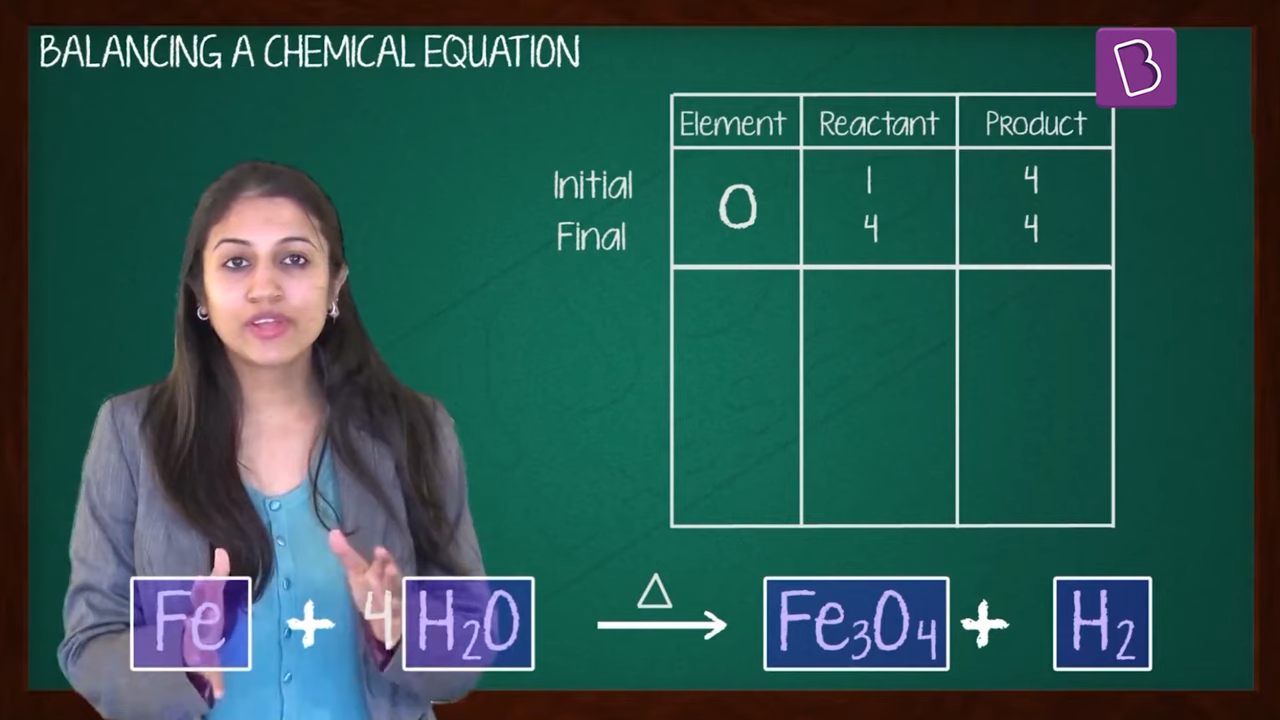 BALANCING A CHEMICAL EQUATION
B
Element Reactant Product
Initial O 1 4
Final 4 4
Fe + 4 H₂O △ → Fe₃O₄ + H₂